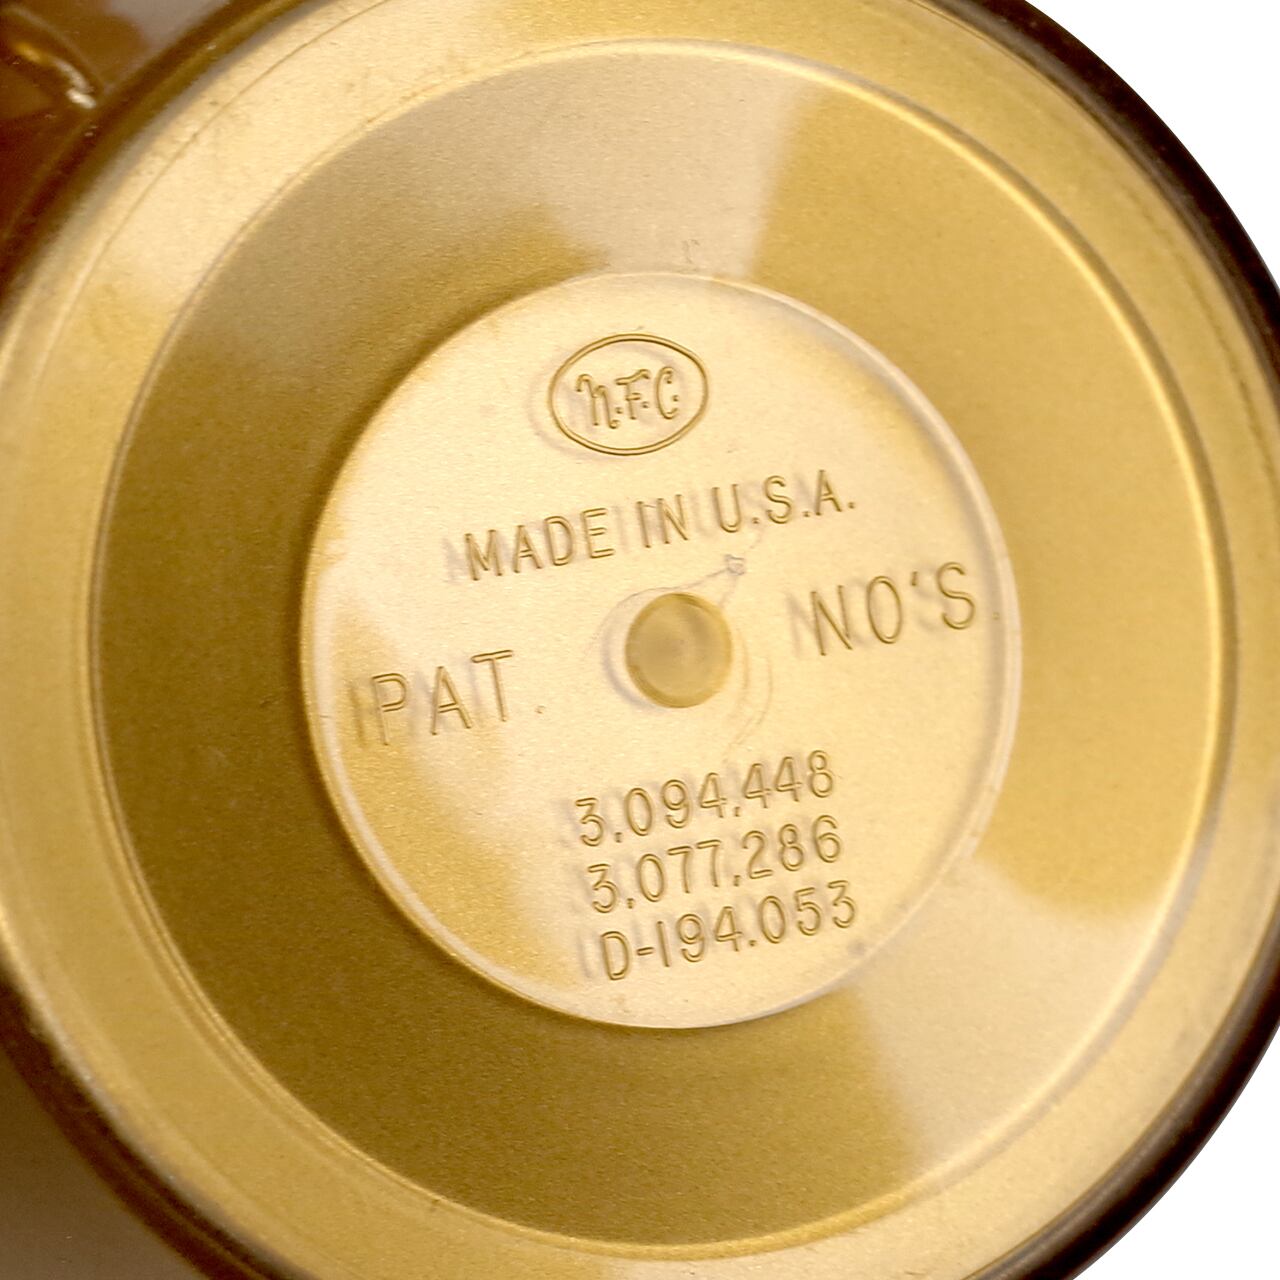 N.F.C.
MADE IN U.S.A.
PAT. NO'S
3,094,448
3,077,286
D-194,053